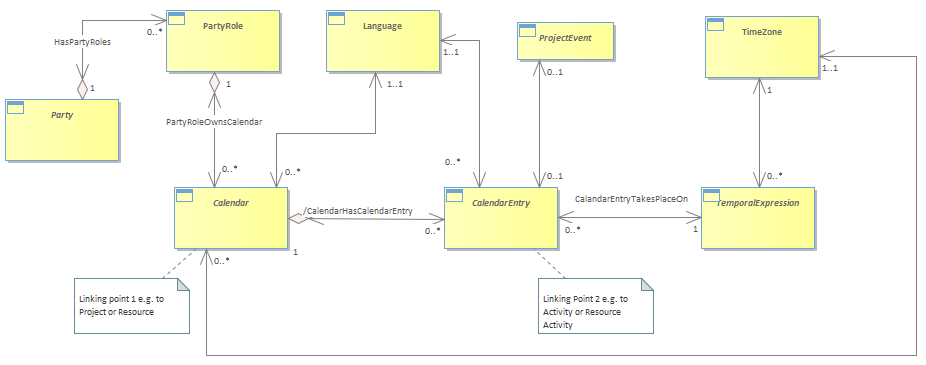 PartyRole
Language
ProjectEvent
TimeZone
HasPartyRoles
0..*
1
1..1
1..1
0..1
1..1
1
1
Party
PartyRoleOwnsCalendar
0..*
0..*
0..*
0..1
0..*
Calendar
/CalendarHasCalendarEntry
CalendarEntry
CalandarEntryTakesPlaceOn
TemporalExpression
0..*
0..*
1
1
0..*
Linking point 1 e.g. to
Project or Resource
Linking Point 2 e.g. to
Activity or Resource
Activity